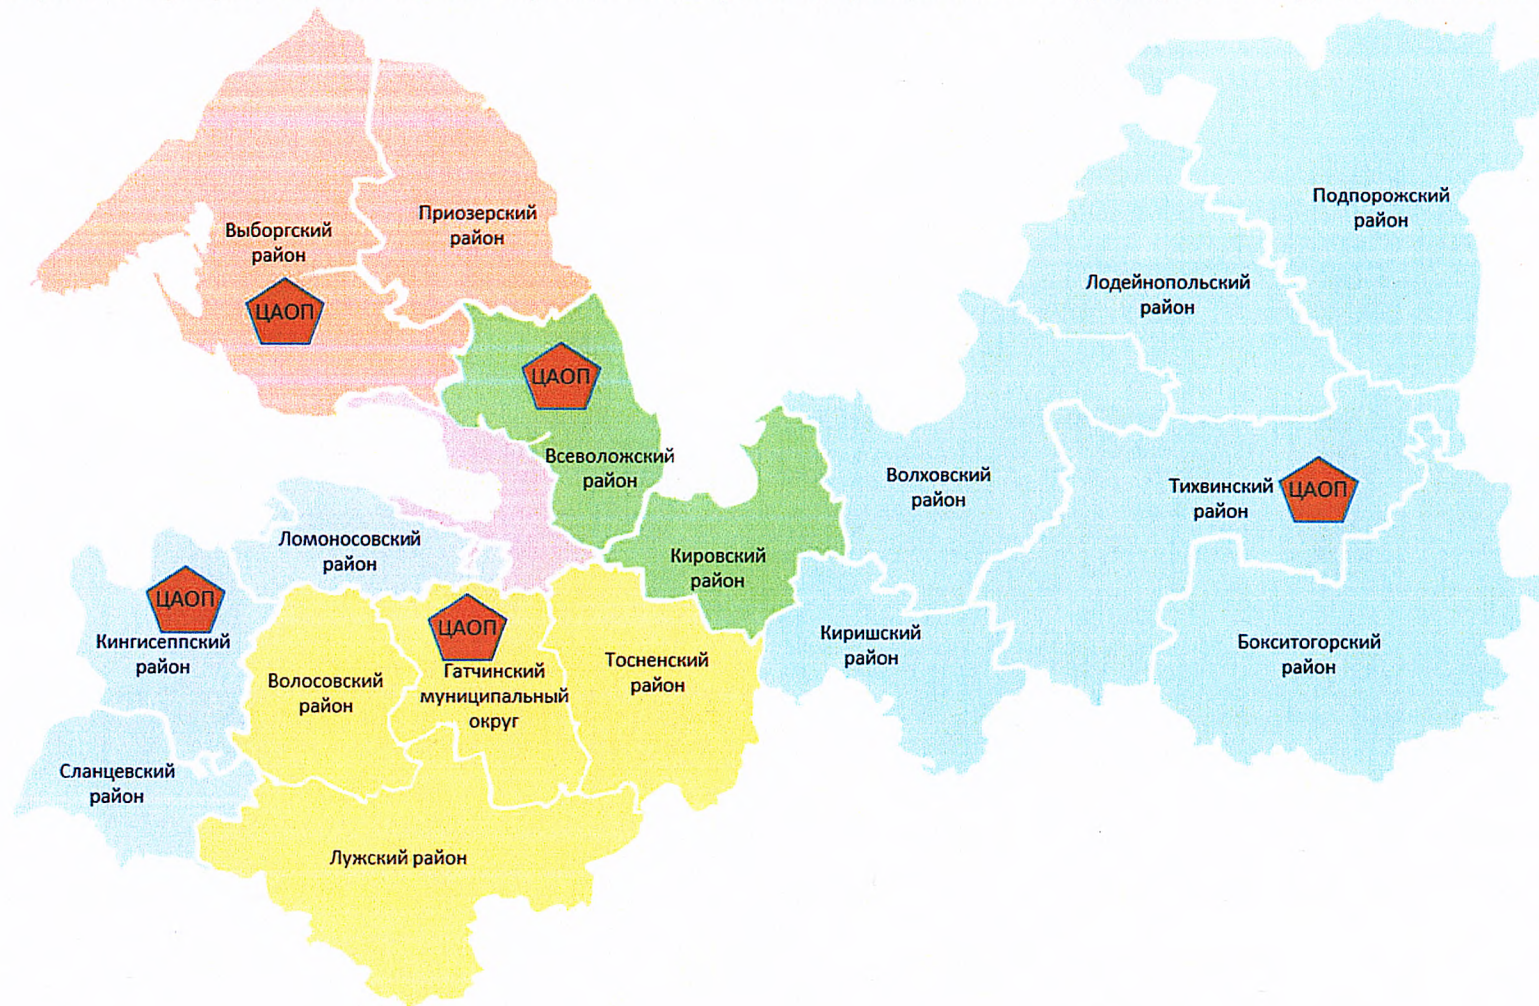 Подпорожский
район
Приозерский
район
Выборгский
район
ЦАОП
Лодейнопольский
район
ЦАОП
Всеволожский
район
Волховский
район
Тихвинский
район
ЦАОП
Ломоносовский
район
Кировский
район
ЦАОП
Кингисеппский
район
ЦАОП
Гатчинский
муниципальный
округ
Волосовский
район
Тосненский
район
Киришский
район
Бокситогорский
район
Сланцевский
район
Лужский район